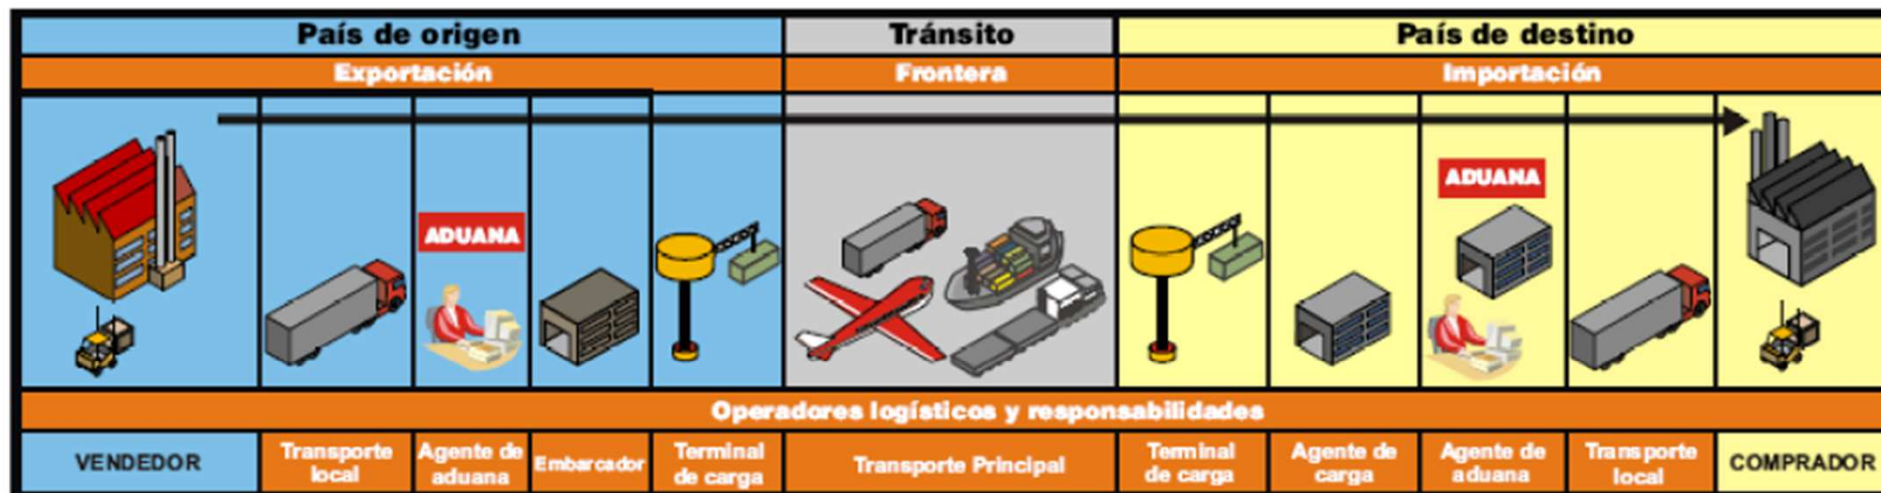 País de origen
Tránsito
País de destino
Exportación
Frontera
Importación
ADUANA
ADUANA
Operadores logísticos y responsabilidades
VENDEDOR
Transporte
local
Agente de
aduana
Embarcador
Terminal
de carga
Transporte Principal
Terminal
de carga
Agente de
carga
Agente de
aduana
Transporte
local
COMPRADOR